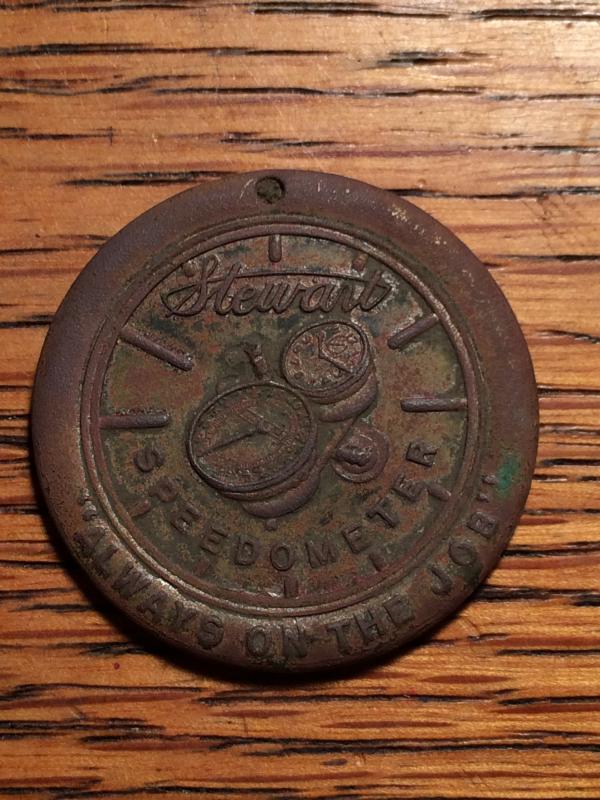 Stewart
SPEEDOMETER
"ALWAYS ON THE JOB"